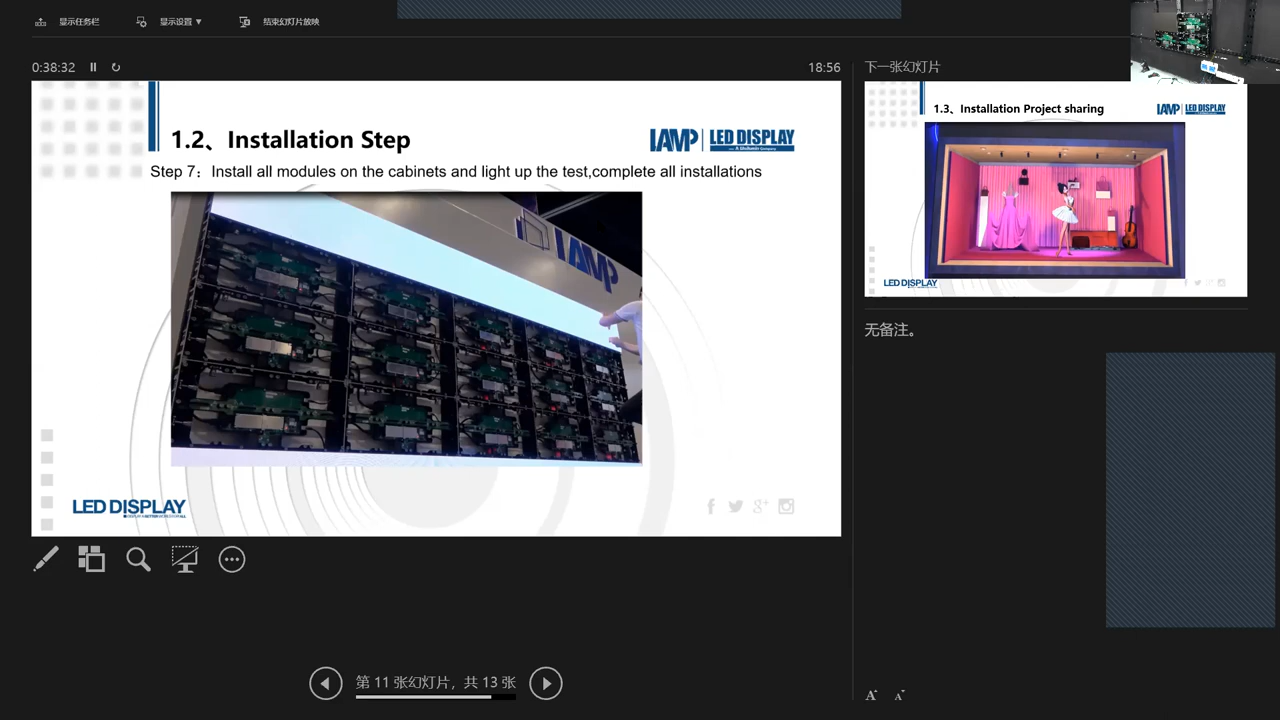 显示任务栏
显示设置 ▼
结束幻灯片放映
0:38:32
18:56
下一张幻灯片
1.2、Installation Step
LAMP
LED DISPLAY
Step 7：Install all modules on the cabinets and light up the test,complete all installations
LAMP
LED DISPLAY
1.3、Installation Project sharing
LAMP
LED DISPLAY
LED DISPLAY
无备注。
第 11 张幻灯片，共 13 张